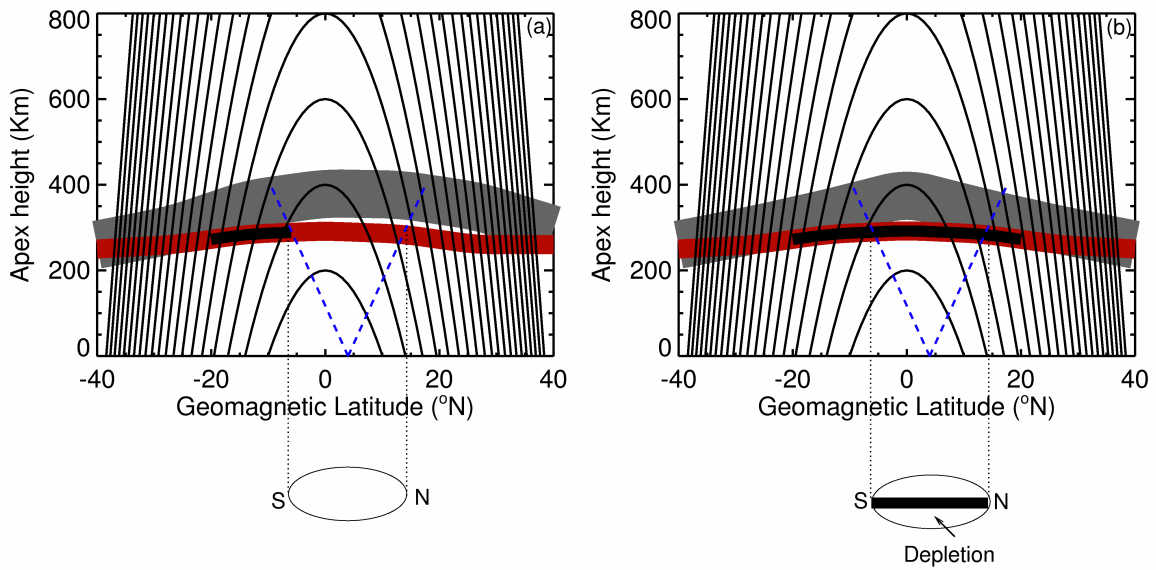 (a)
800
600
400
200
0
Apex height (Km)
-40 -20 0 20 40
Geomagnetic Latitude (°N)
S N
(b)
800
600
400
200
0
Apex height (Km)
-40 -20 0 20 40
Geomagnetic Latitude (°N)
S N
Depletion